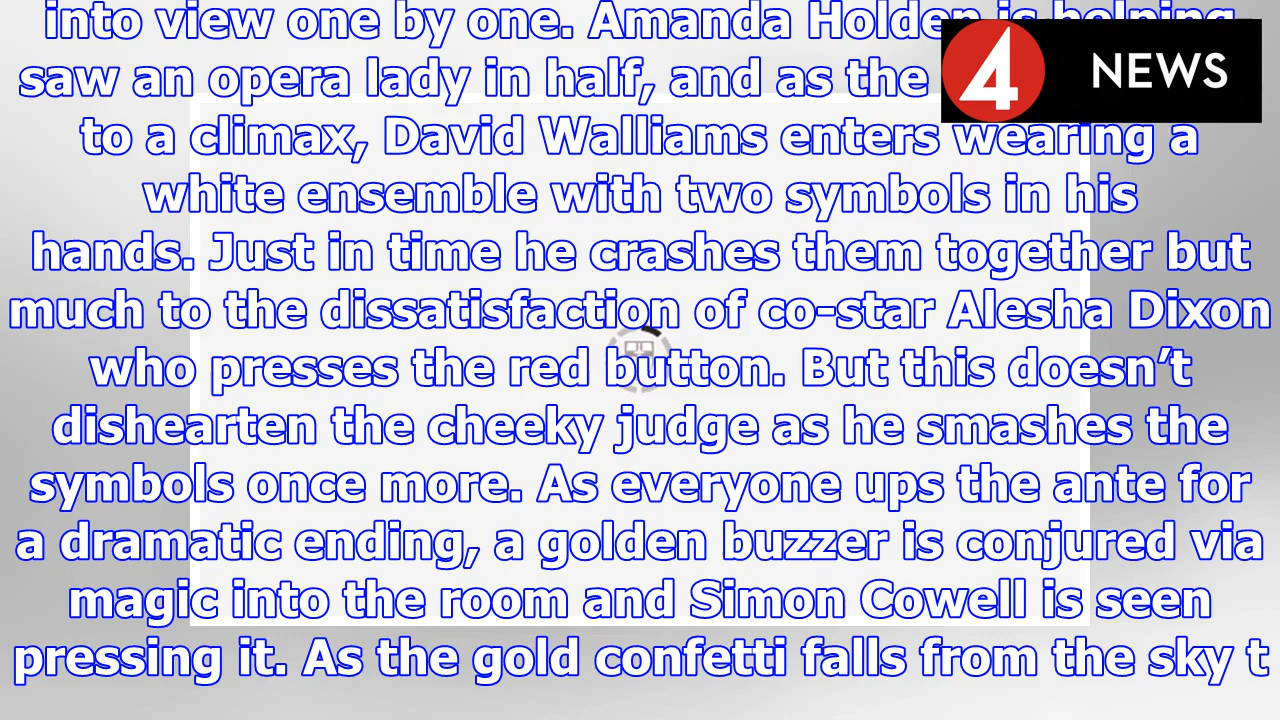 into view one by one. Amanda Holden is helping
4 NEWS
saw an opera lady in half, and as the
to a climax, David Walliams enters wearing a
white ensemble with two symbols in his
hands. Just in time he crashes them together but
much to the dissatisfaction of co-star Alesha Dixon
who presses the red button. But this doesn’t
dishearten the cheeky judge as he smashes the
symbols once more. As everyone ups the ante for
a dramatic ending, a golden buzzer is conjured via
magic into the room and Simon Cowell is seen
pressing it. As the gold confetti falls from the sky t